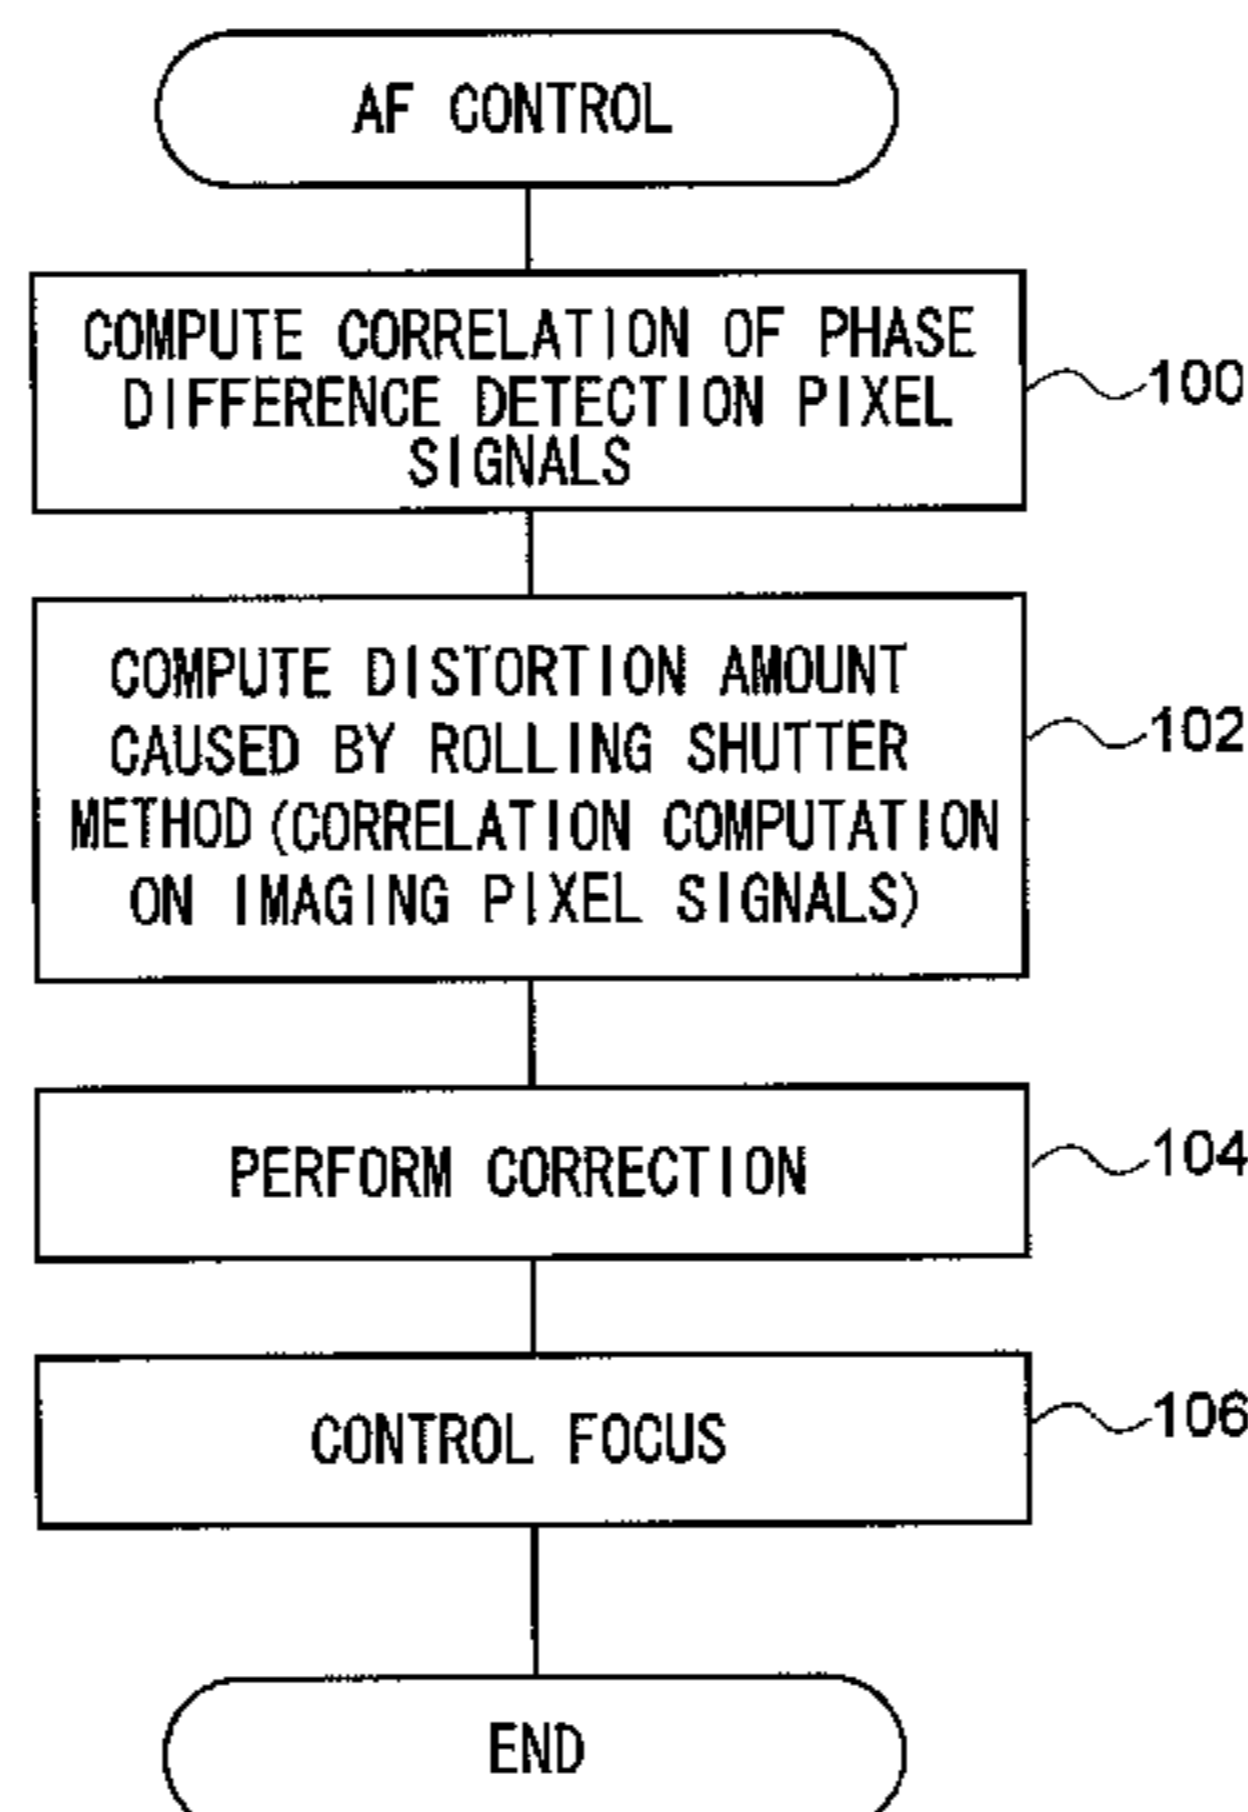 AF CONTROL
COMPUTE CORRELATION OF PHASE
DIFFERENCE DETECTION PIXEL
SIGNALS
100
COMPUTE DISTORTION AMOUNT
CAUSED BY ROLLING SHUTTER
METHOD (CORRELATION COMPUTATION
ON IMAGING PIXEL SIGNALS)
102
PERFORM CORRECTION
104
CONTROL FOCUS
106
END